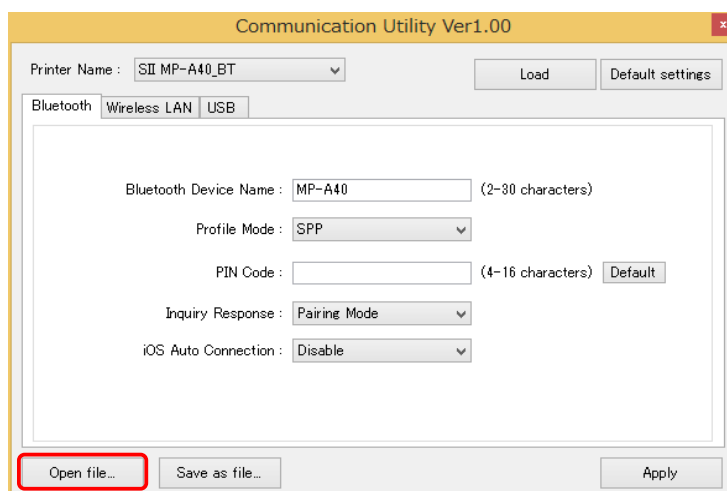 Communication Utility Ver1.00
x
Printer Name : SII MP-A40_BT Load Default settings
Bluetooth Wireless LAN USB
Bluetooth Device Name : MP-A40 (2-30 characters)
Profile Mode : SPP
PIN Code : (4-16 characters) Default
Inquiry Response : Pairing Mode
iOS Auto Connection : Disable
Open file... Save as file... Apply